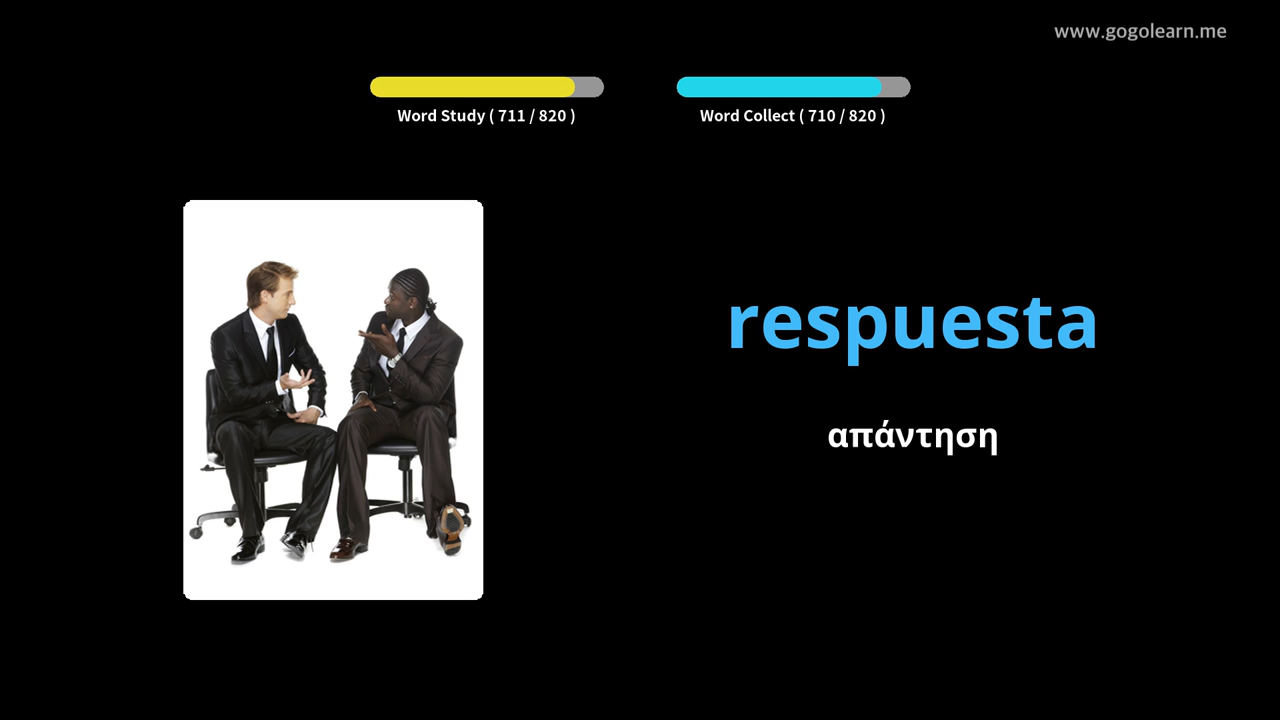 www.gogolearn.me
Word Study ( 711 / 820 )
Word Collect ( 710 / 820 )
respuesta
απάντηση